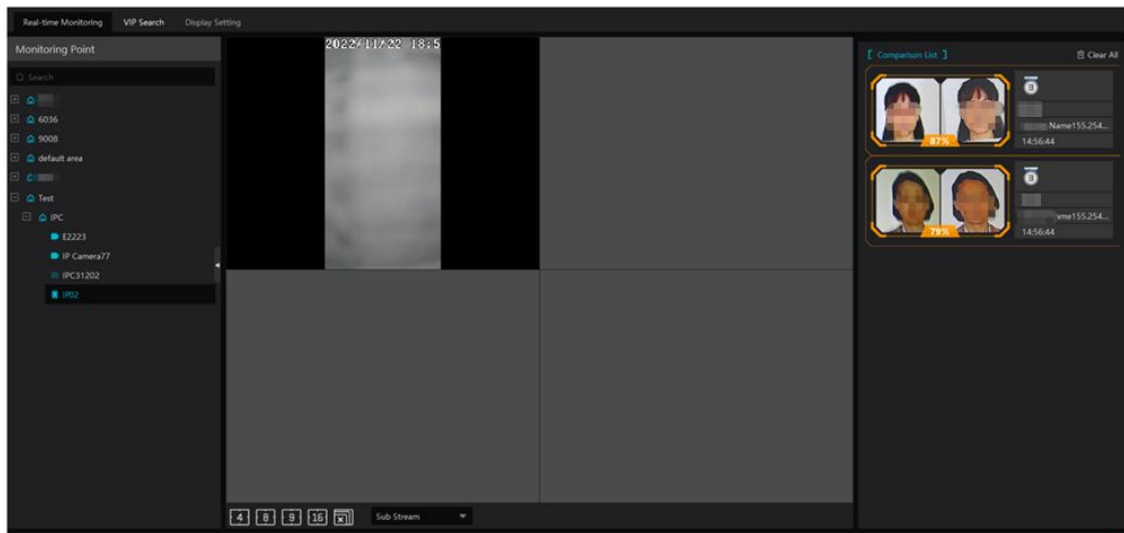 Real-time Monitoring VIP Search Display Setting
Monitoring Point
Search
6036
9008
default area
Test
IPC
E2223
IP Camera77
IPC31202
IPD2
2022/11/22 18:5
4 8 9 16
Sub Stream
[ Comparison List ] Clear All
87%
Name155.254...
14:56:44
79%
ame155.254...
14:56:44